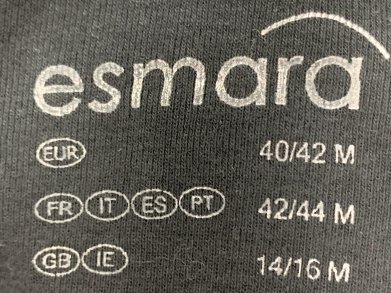 esmara
EUR 40/42 M
FR IT ES PT 42/44 M
GB IE 14/16 M